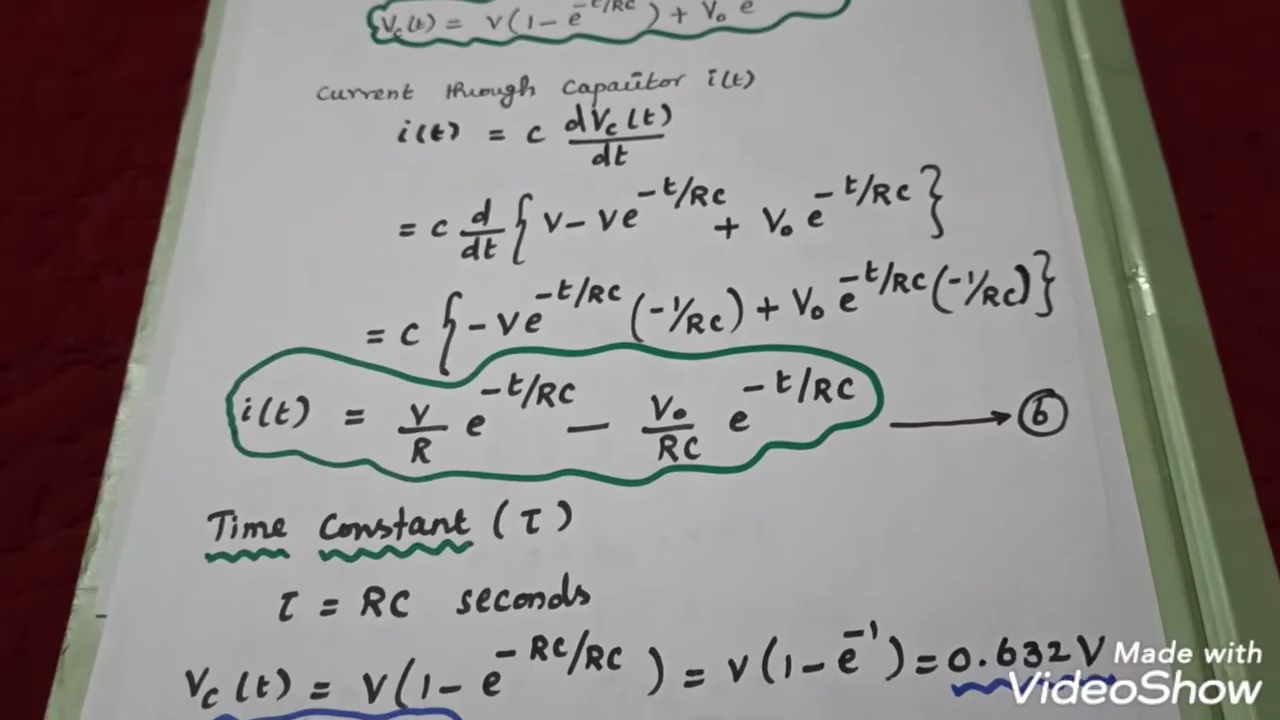 Vc(t) = V(1 - e^-t/RC) + V₀ e
Current through Capacitor i(t)
i(t) = C dVc(t)/dt
= C d/dt { V - Ve^-t/RC + V₀ e^-t/RC }
= C { -Ve^-t/RC (-1/RC) + V₀ e^-t/RC (-1/RC) }
i(t) = V/R e^-t/RC - V₀/RC e^-t/RC → 6
Time Constant (τ)
τ = RC seconds
Vc(t) = V(1 - e^-RC/RC) = V(1 - e^-1) = 0.632 V
Made with
VideoShow